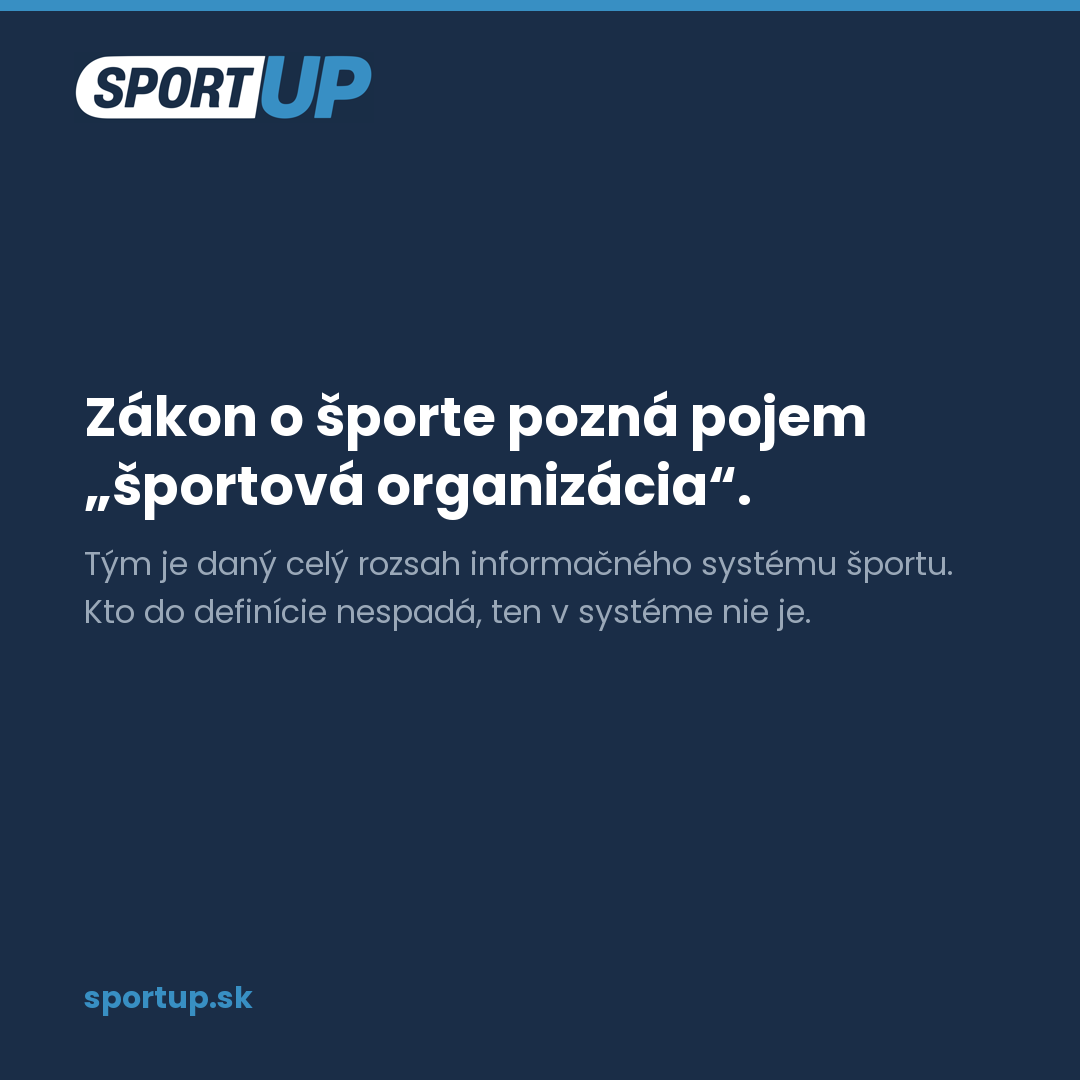 SPORTUP
Zákon o športe pozná pojem
„športová organizácia“.
Tým je daný celý rozsah informačného systému športu.
Kto do definície nespadá, ten v systéme nie je.
sportup.sk